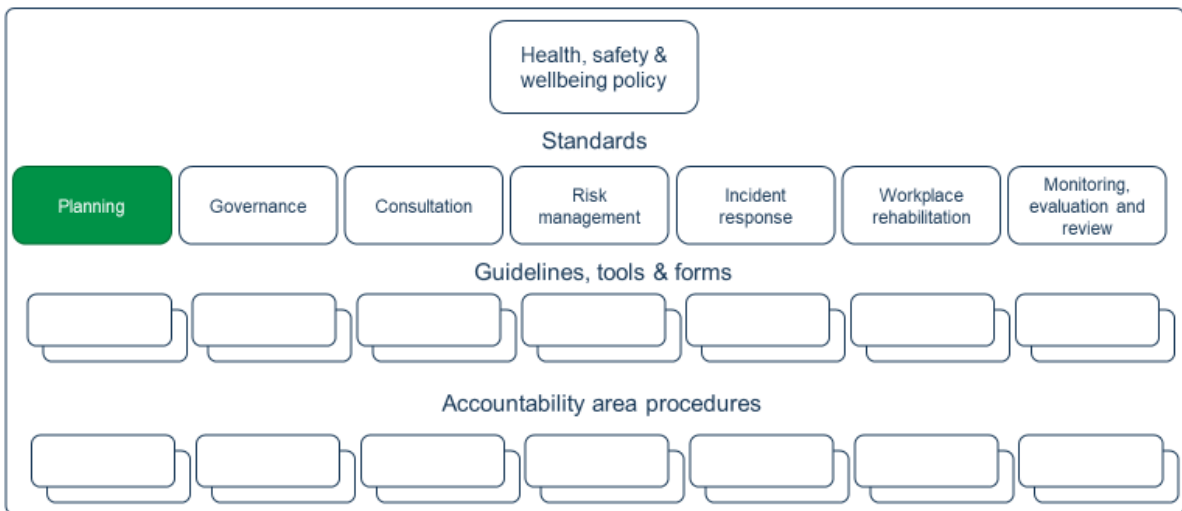 Health, safety &
wellbeing policy
Standards
Planning
Governance
Consultation
Risk
management
Incident
response
Workplace
rehabilitation
Monitoring,
evaluation and
review
Guidelines, tools & forms
Accountability area procedures